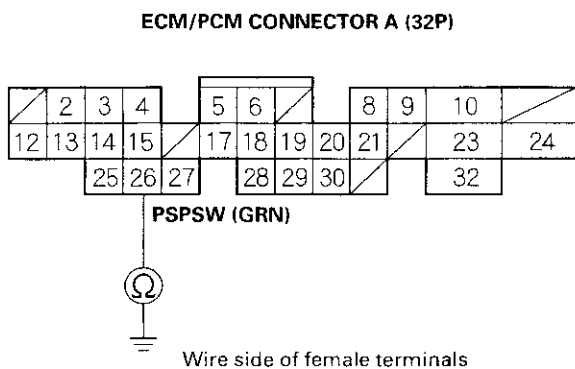 ECM/PCM CONNECTOR A (32P)
2 3 4 5 6 8 9 10
12 13 14 15 17 18 19 20 21 23 24
25 26 27 28 29 30 32
PSPSW (GRN)
Ω
Wire side of female terminals